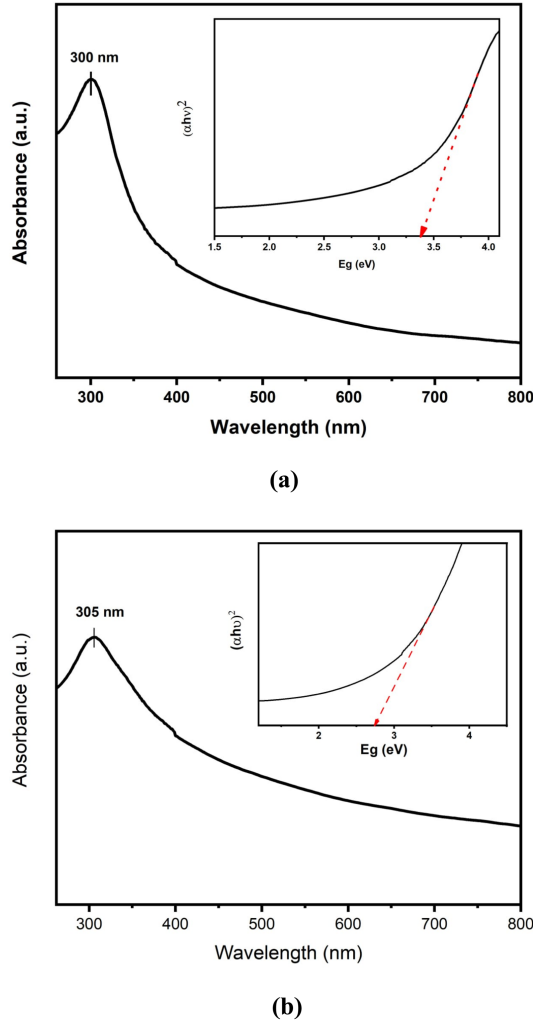 300 nm
Absorbance (a.u.)
(αhν)²
1.5 2.0 2.5 3.0 3.5 4.0
Eg (eV)
300 400 500 600 700 800
Wavelength (nm)
(a)
305 nm
Absorbance (a.u.)
(αhυ)²
2 3 4
Eg (eV)
300 400 500 600 700 800
Wavelength (nm)
(b)